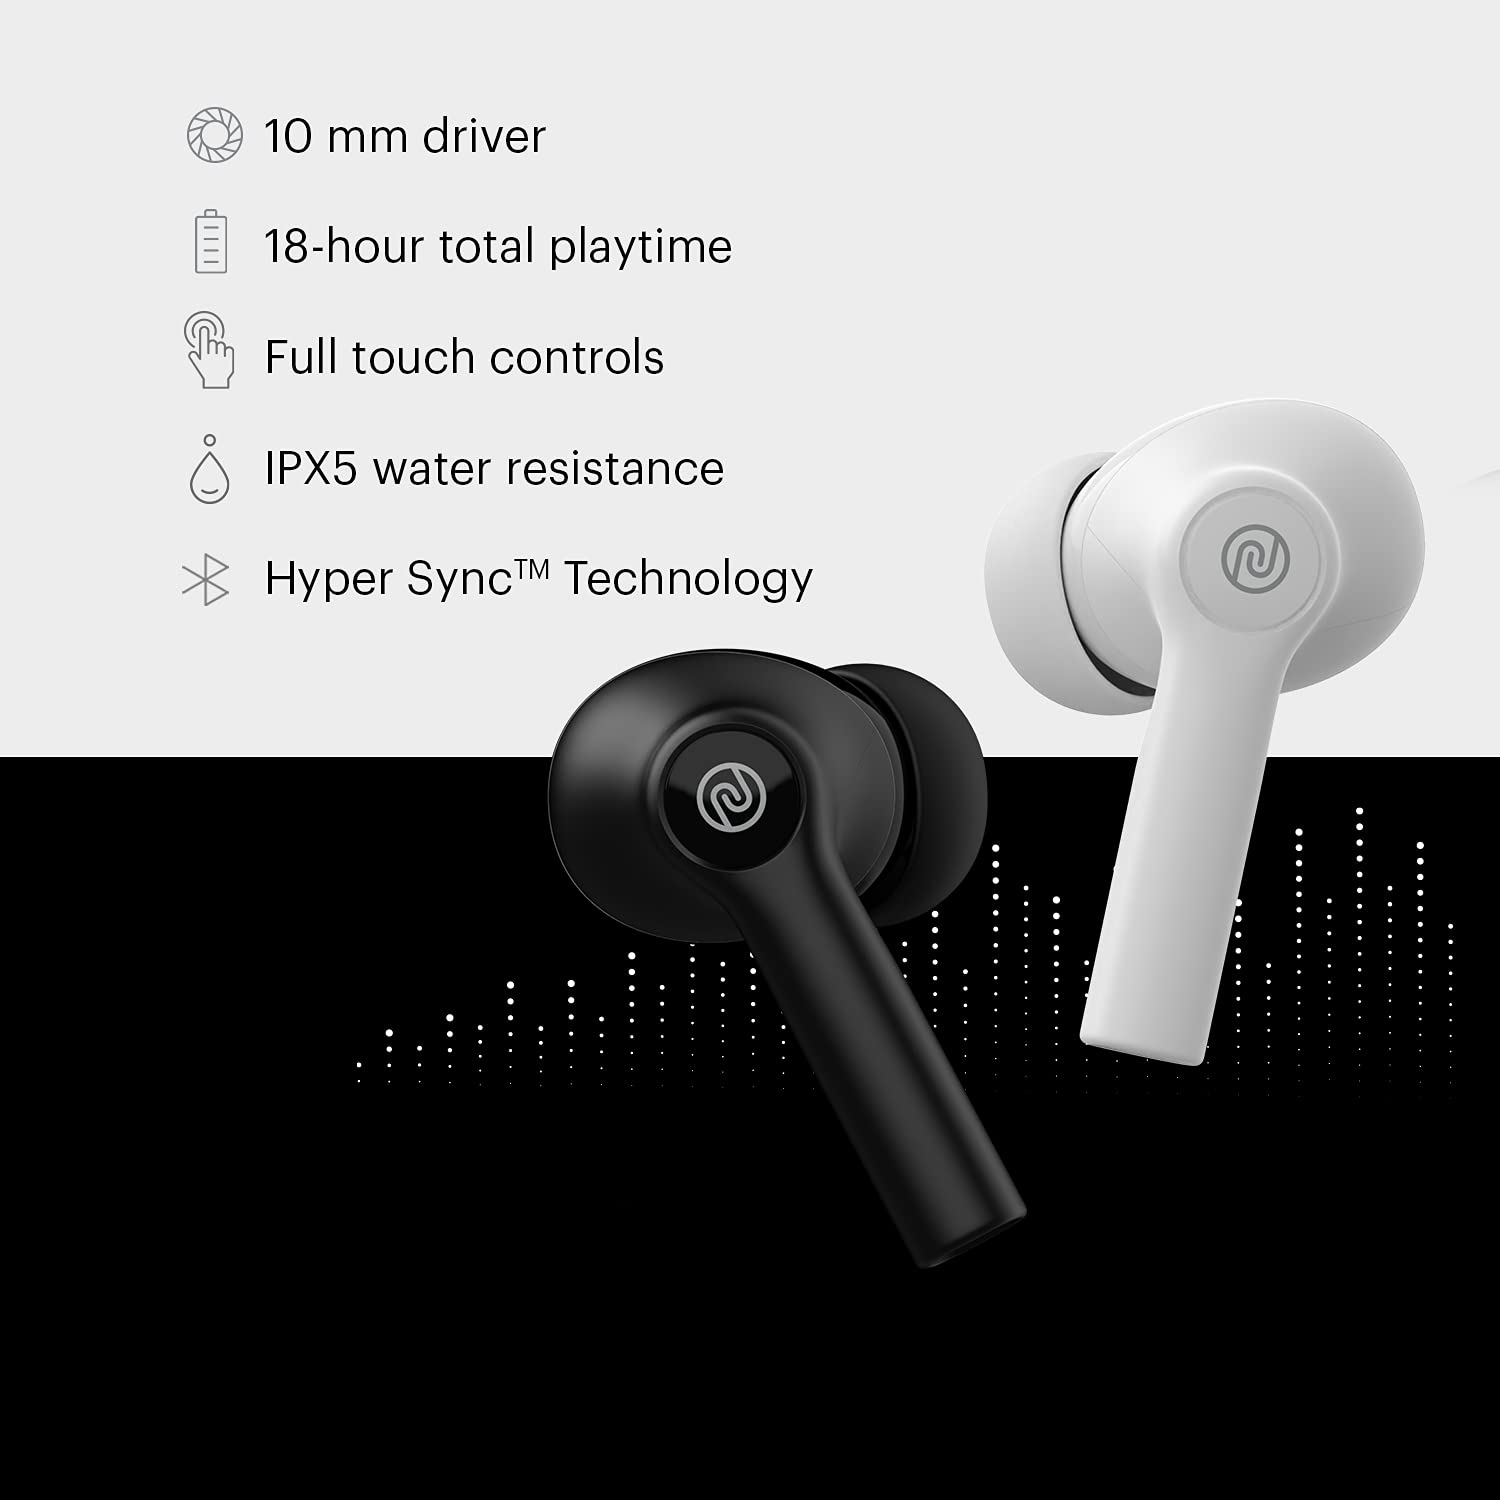 10 mm driver
18-hour total playtime
Full touch controls
IPX5 water resistance
Hyper Sync™ Technology